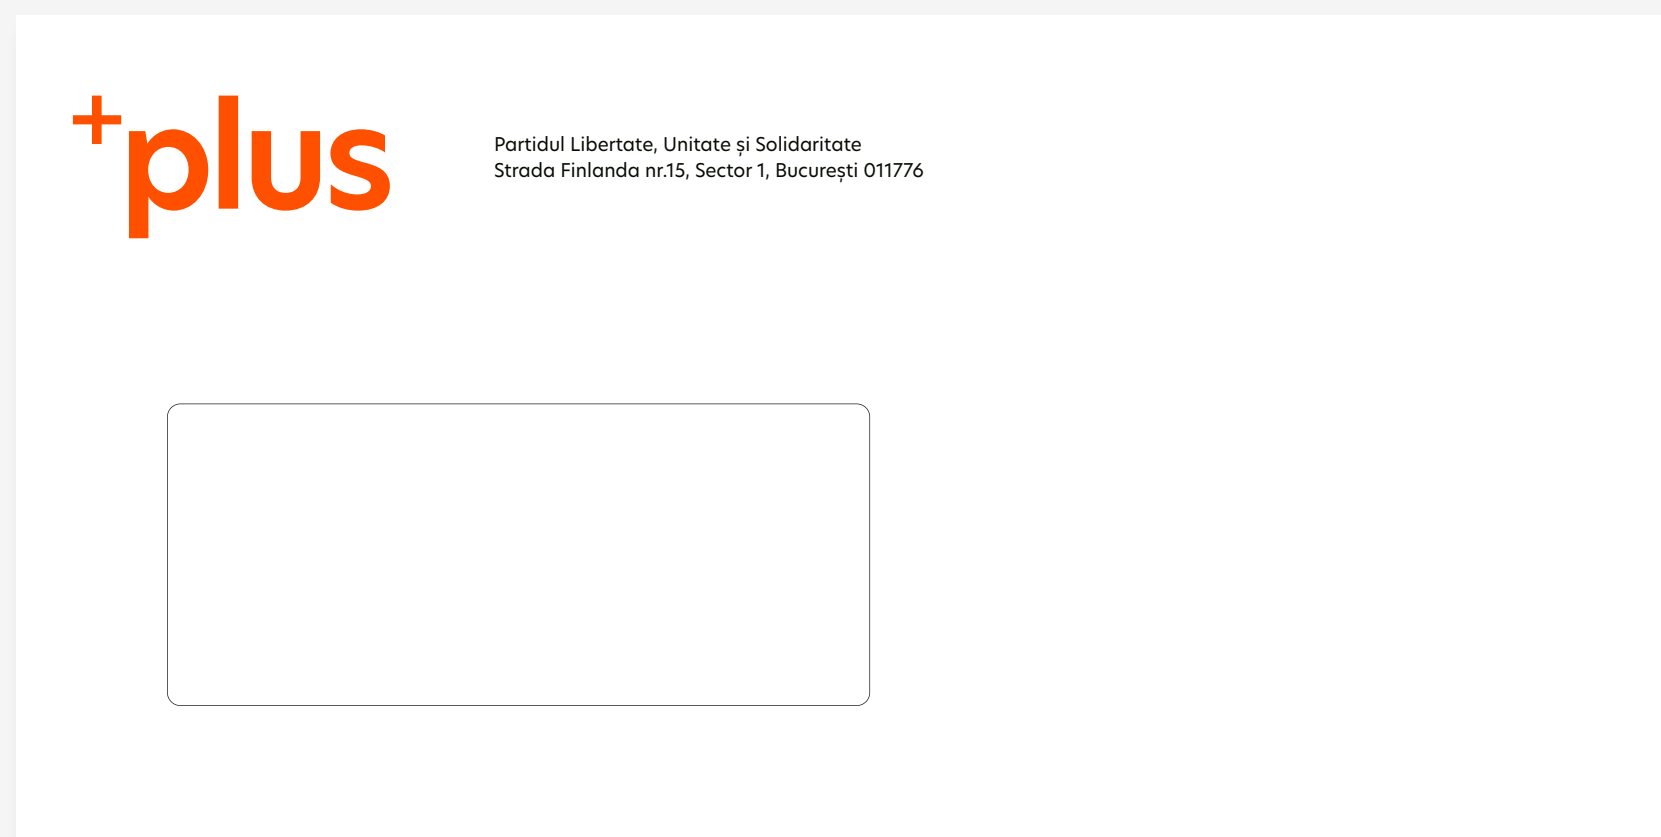 +plus
Partidul Libertate, Unitate și Solidaritate
Strada Finlanda nr.15, Sector 1, București 011776